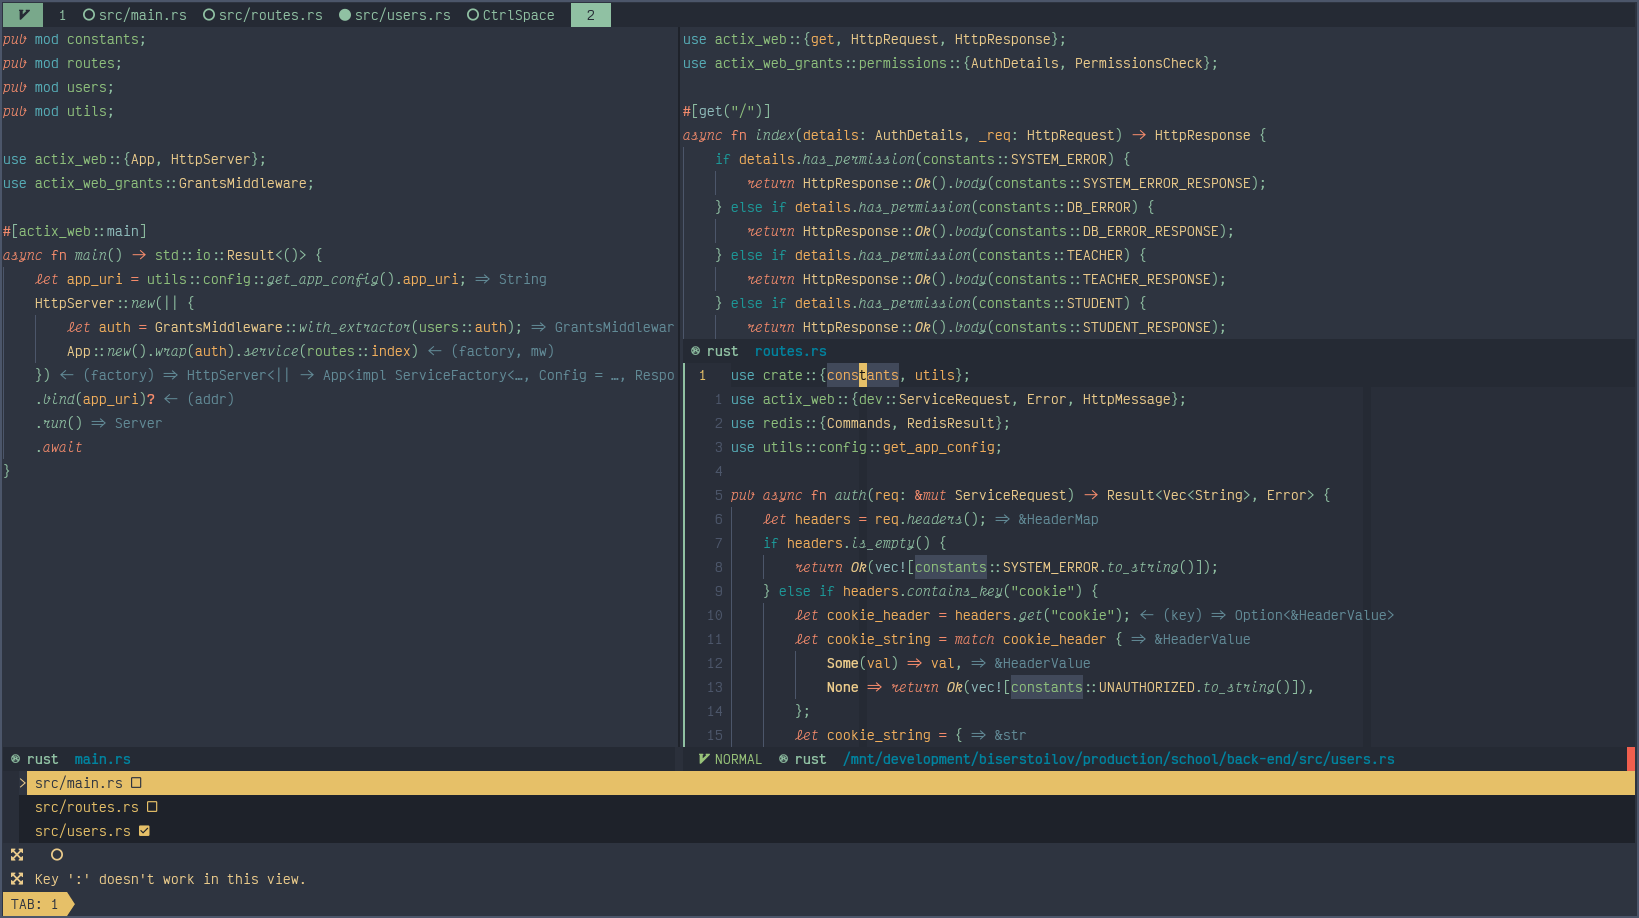 1 src/main.rs src/routes.rs src/users.rs CtrlSpace 2
pub mod constants;
pub mod routes;
pub mod users;
pub mod utils;
use actix_web::{App, HttpServer};
use actix_web_grants::GrantsMiddleware;
#[actix_web::main]
async fn main() -> std::io::Result<()> {
let app_uri = utils::config::get_app_config().app_uri; => String
HttpServer::new(|| {
let auth = GrantsMiddleware::with_extractor(users::auth); => GrantsMiddlewar
App::new().wrap(auth).service(routes::index) <- (factory, mw)
}) <- (factory) => HttpServer<|| -> App<impl ServiceFactory<…, Config = …, Respo
.bind(app_uri)? <- (addr)
.run() => Server
.await
}
rust main.rs
use actix_web::{get, HttpRequest, HttpResponse};
use actix_web_grants::permissions::{AuthDetails, PermissionsCheck};
#[get("/")]
async fn index(details: AuthDetails, _req: HttpRequest) -> HttpResponse {
if details.has_permission(constants::SYSTEM_ERROR) {
return HttpResponse::Ok().body(constants::SYSTEM_ERROR_RESPONSE);
} else if details.has_permission(constants::DB_ERROR) {
return HttpResponse::Ok().body(constants::DB_ERROR_RESPONSE);
} else if details.has_permission(constants::TEACHER) {
return HttpResponse::Ok().body(constants::TEACHER_RESPONSE);
} else if details.has_permission(constants::STUDENT) {
return HttpResponse::Ok().body(constants::STUDENT_RESPONSE);
rust routes.rs
1 use crate::{constants, utils};
1 use actix_web::{dev::ServiceRequest, Error, HttpMessage};
2 use redis::{Commands, RedisResult};
3 use utils::config::get_app_config;
4
5 pub async fn auth(req: &mut ServiceRequest) -> Result<Vec<String>, Error> {
6 let headers = req.headers(); => &HeaderMap
7 if headers.is_empty() {
8 return Ok(vec![constants::SYSTEM_ERROR.to_string()]);
9 } else if headers.contains_key("cookie") {
10 let cookie_header = headers.get("cookie"); <- (key) => Option<&HeaderValue>
11 let cookie_string = match cookie_header { => &HeaderValue
12 Some(val) => val, => &HeaderValue
13 None => return Ok(vec![constants::UNAUTHORIZED.to_string()]),
14 };
15 let cookie_string = { => &str
NORMAL rust /mnt/development/biserstoilov/production/school/back-end/src/users.rs
> src/main.rs
src/routes.rs
src/users.rs
Key ':' doesn't work in this view.
TAB: 1